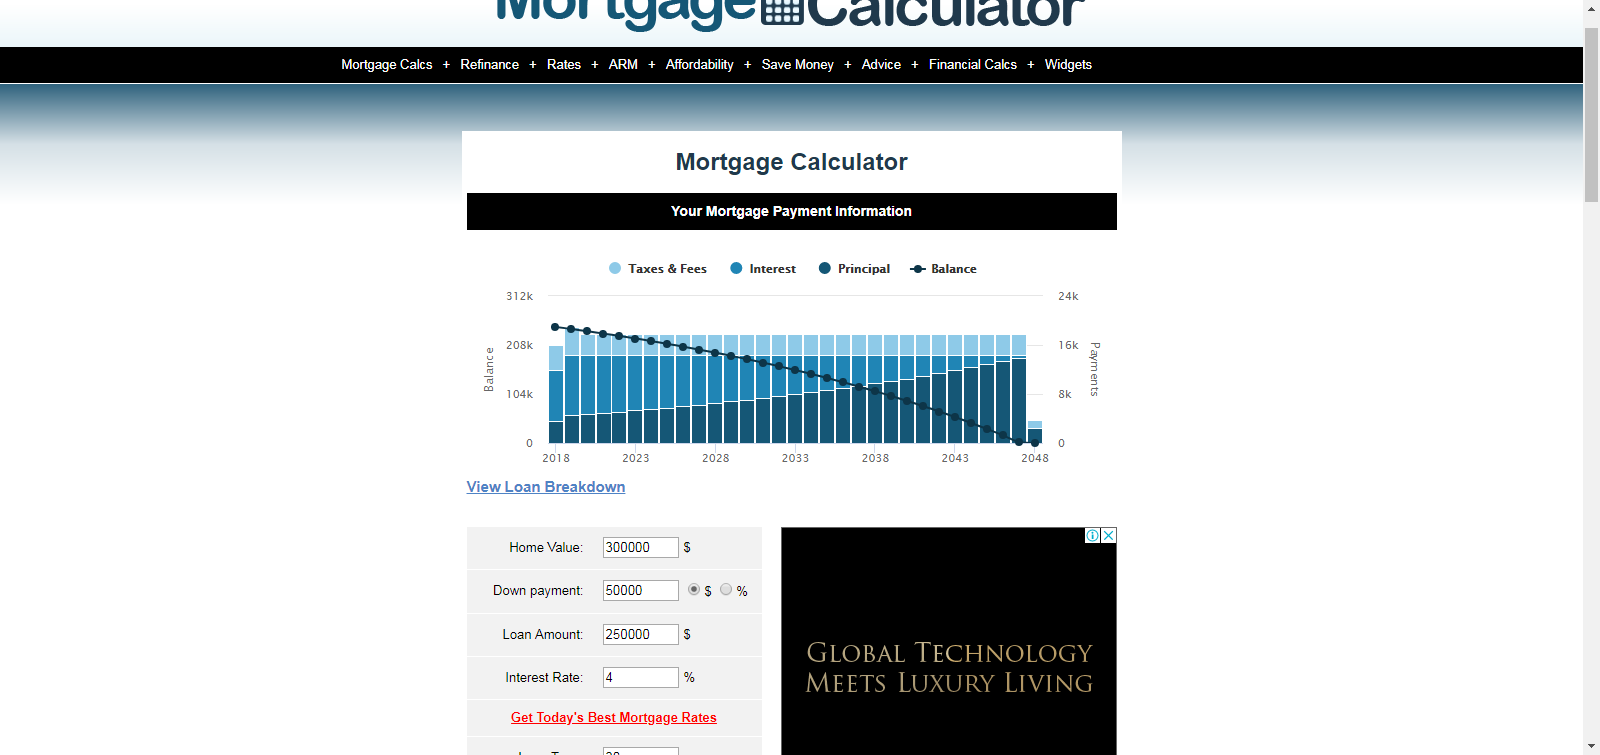 Mortgage Calculator
Mortgage Calcs + Refinance + Rates + ARM + Affordability + Save Money + Advice + Financial Calcs + Widgets
Mortgage Calculator
Your Mortgage Payment Information
Taxes & Fees Interest Principal Balance
312k 24k
208k 16k
Balance
Payments
104k 8k
0 0
2018 2023 2028 2033 2038 2043 2048
View Loan Breakdown
Home Value: 300000 $
Down payment: 50000 $ %
Loan Amount: 250000 $
Interest Rate: 4 %
Get Today's Best Mortgage Rates
GLOBAL TECHNOLOGY
MEETS LUXURY LIVING